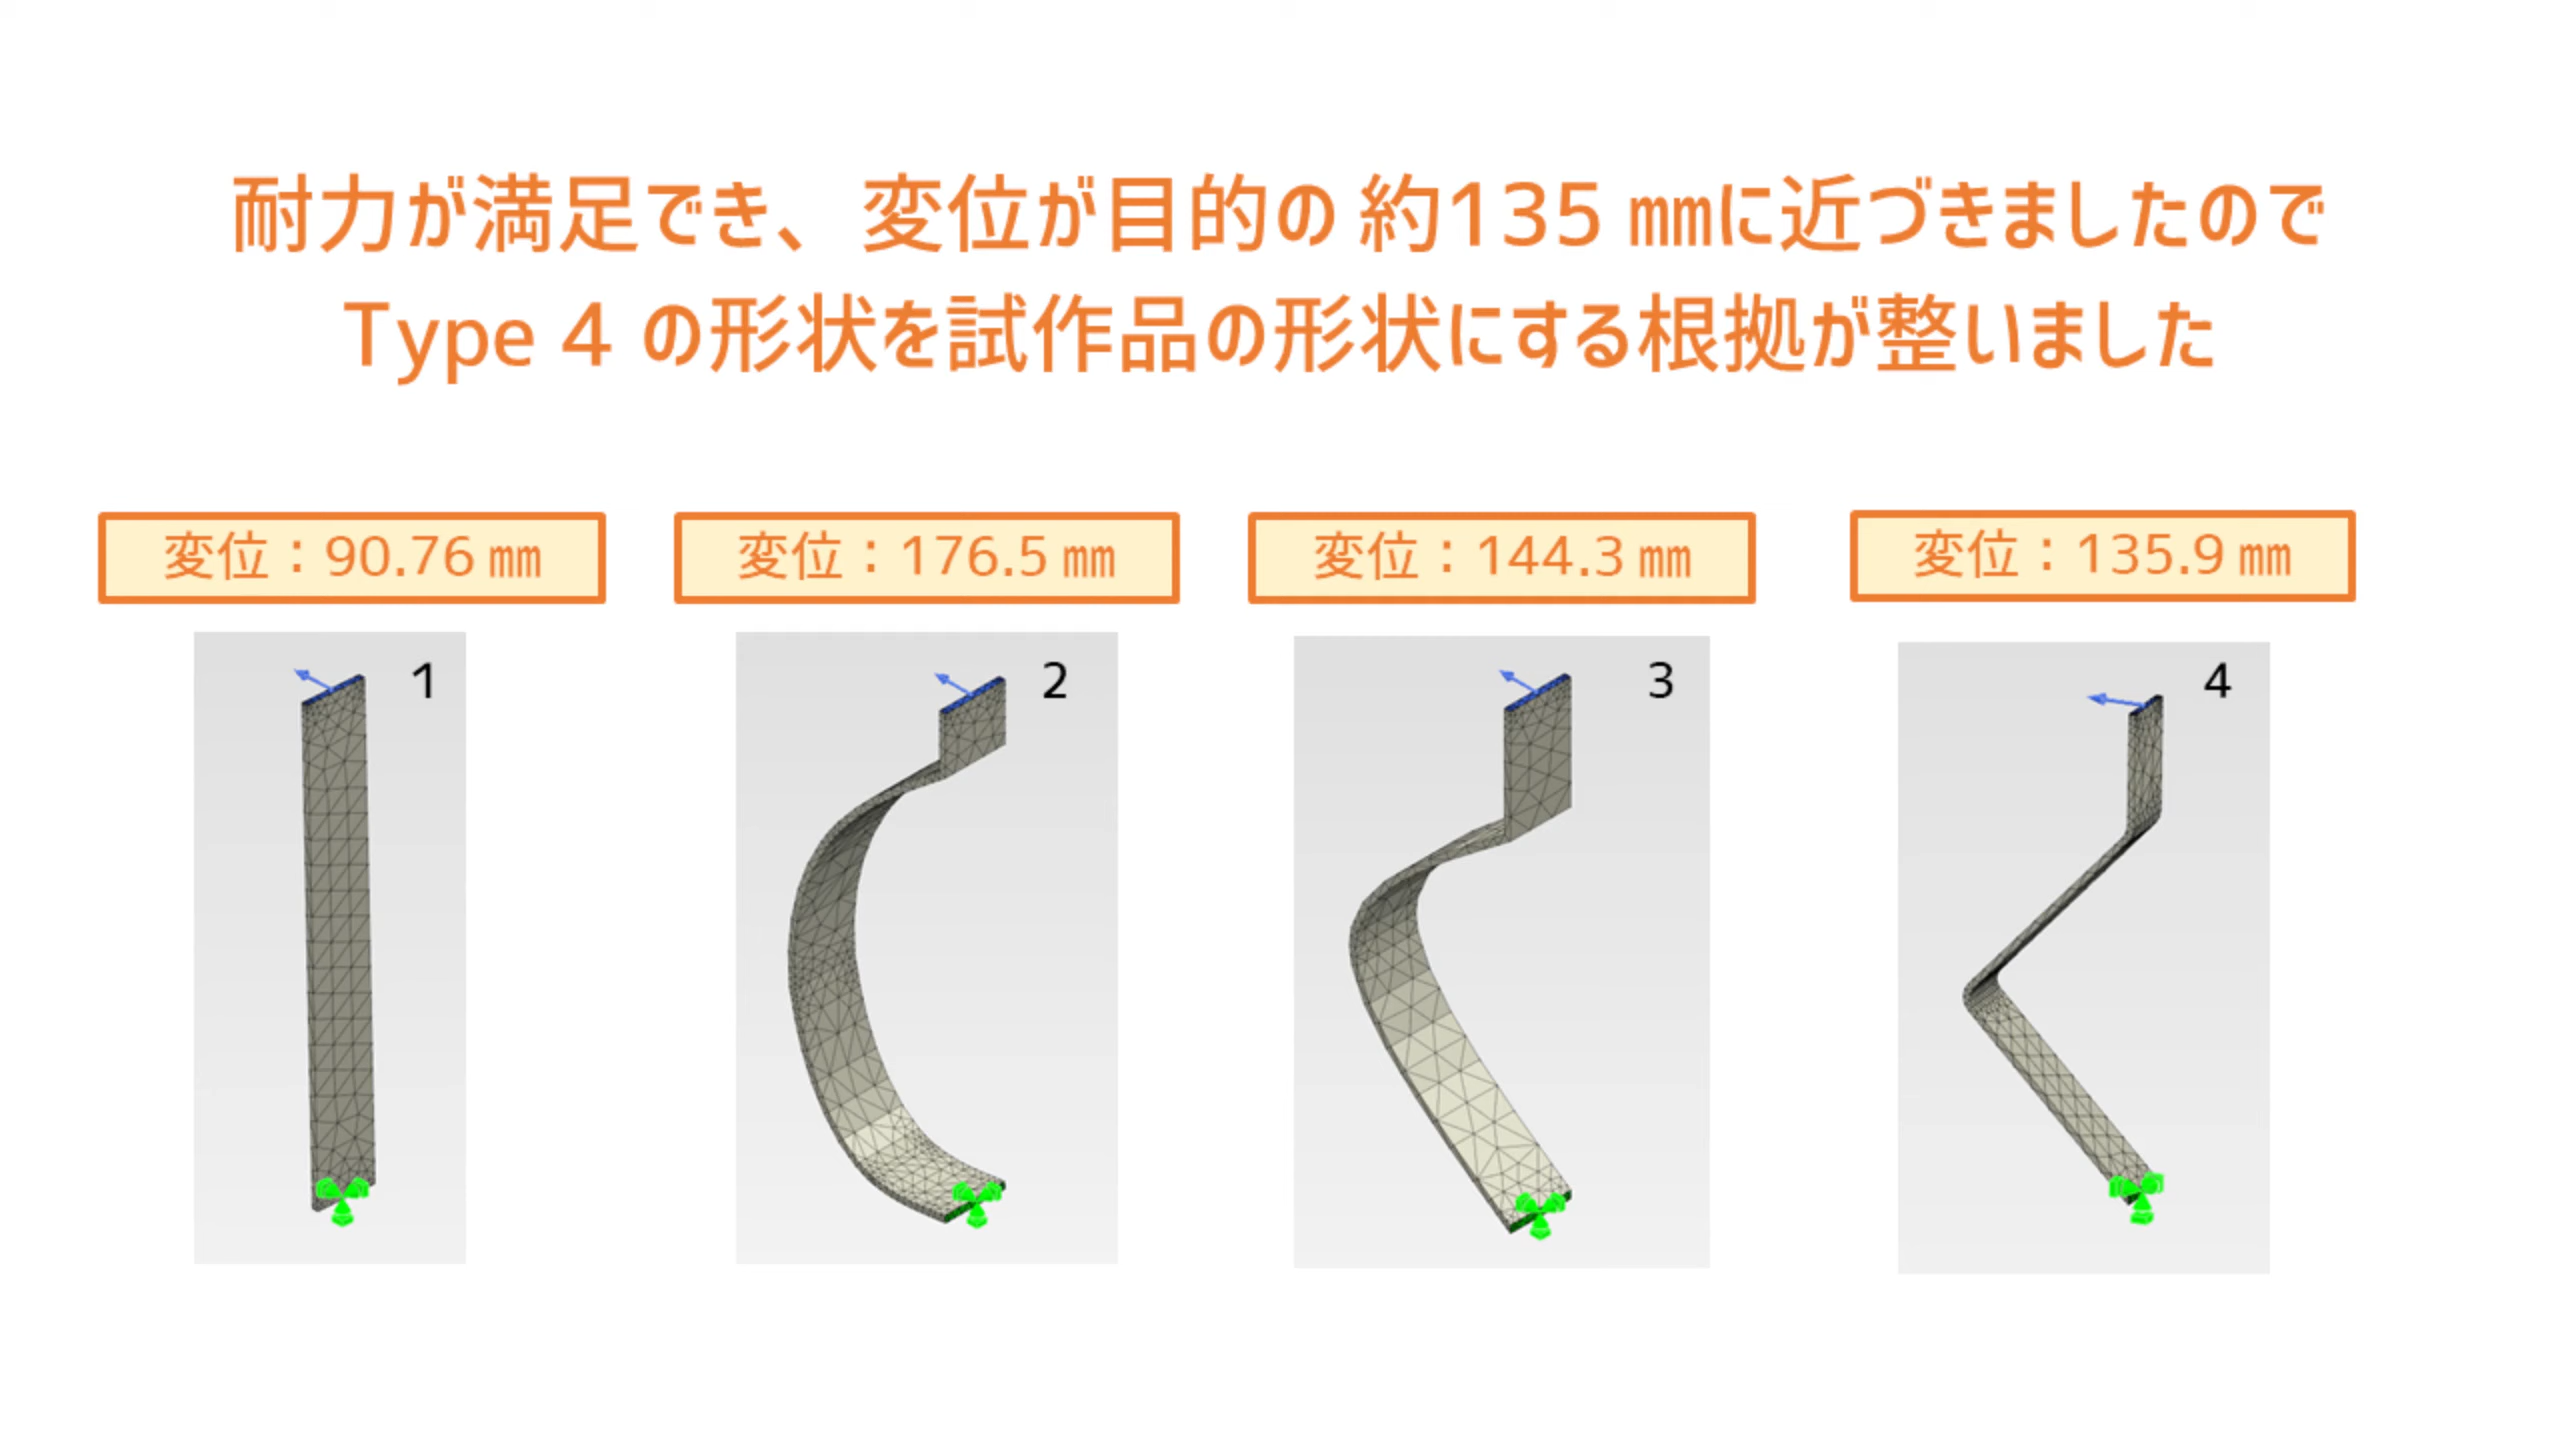 耐力が満足でき、変位が目的の 約135 ㎜に近づきましたので
Type 4 の形状を試作品の形状にする根拠が整いました
変位：90.76 ㎜
変位：176.5 ㎜
変位：144.3 ㎜
変位：135.9 ㎜
1
2
3
4